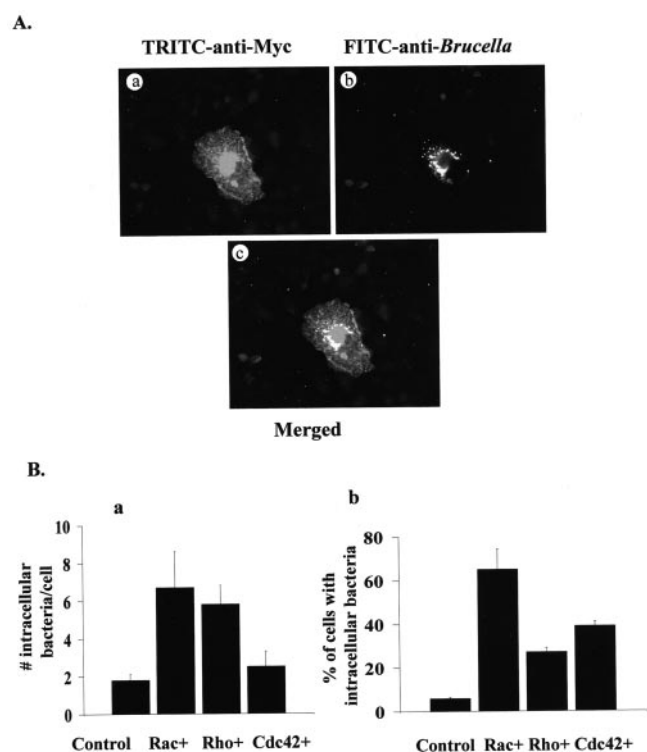 A.
TRITC-anti-Myc FITC-anti-Brucella
a b
c
Merged
B.
a b
# intracellular
bacteria/cell
10
8
6
4
2
0
Control Rac+ Rho+ Cdc42+
% of cells with
intracellular bacteria
80
60
40
20
0
Control Rac+ Rho+ Cdc42+